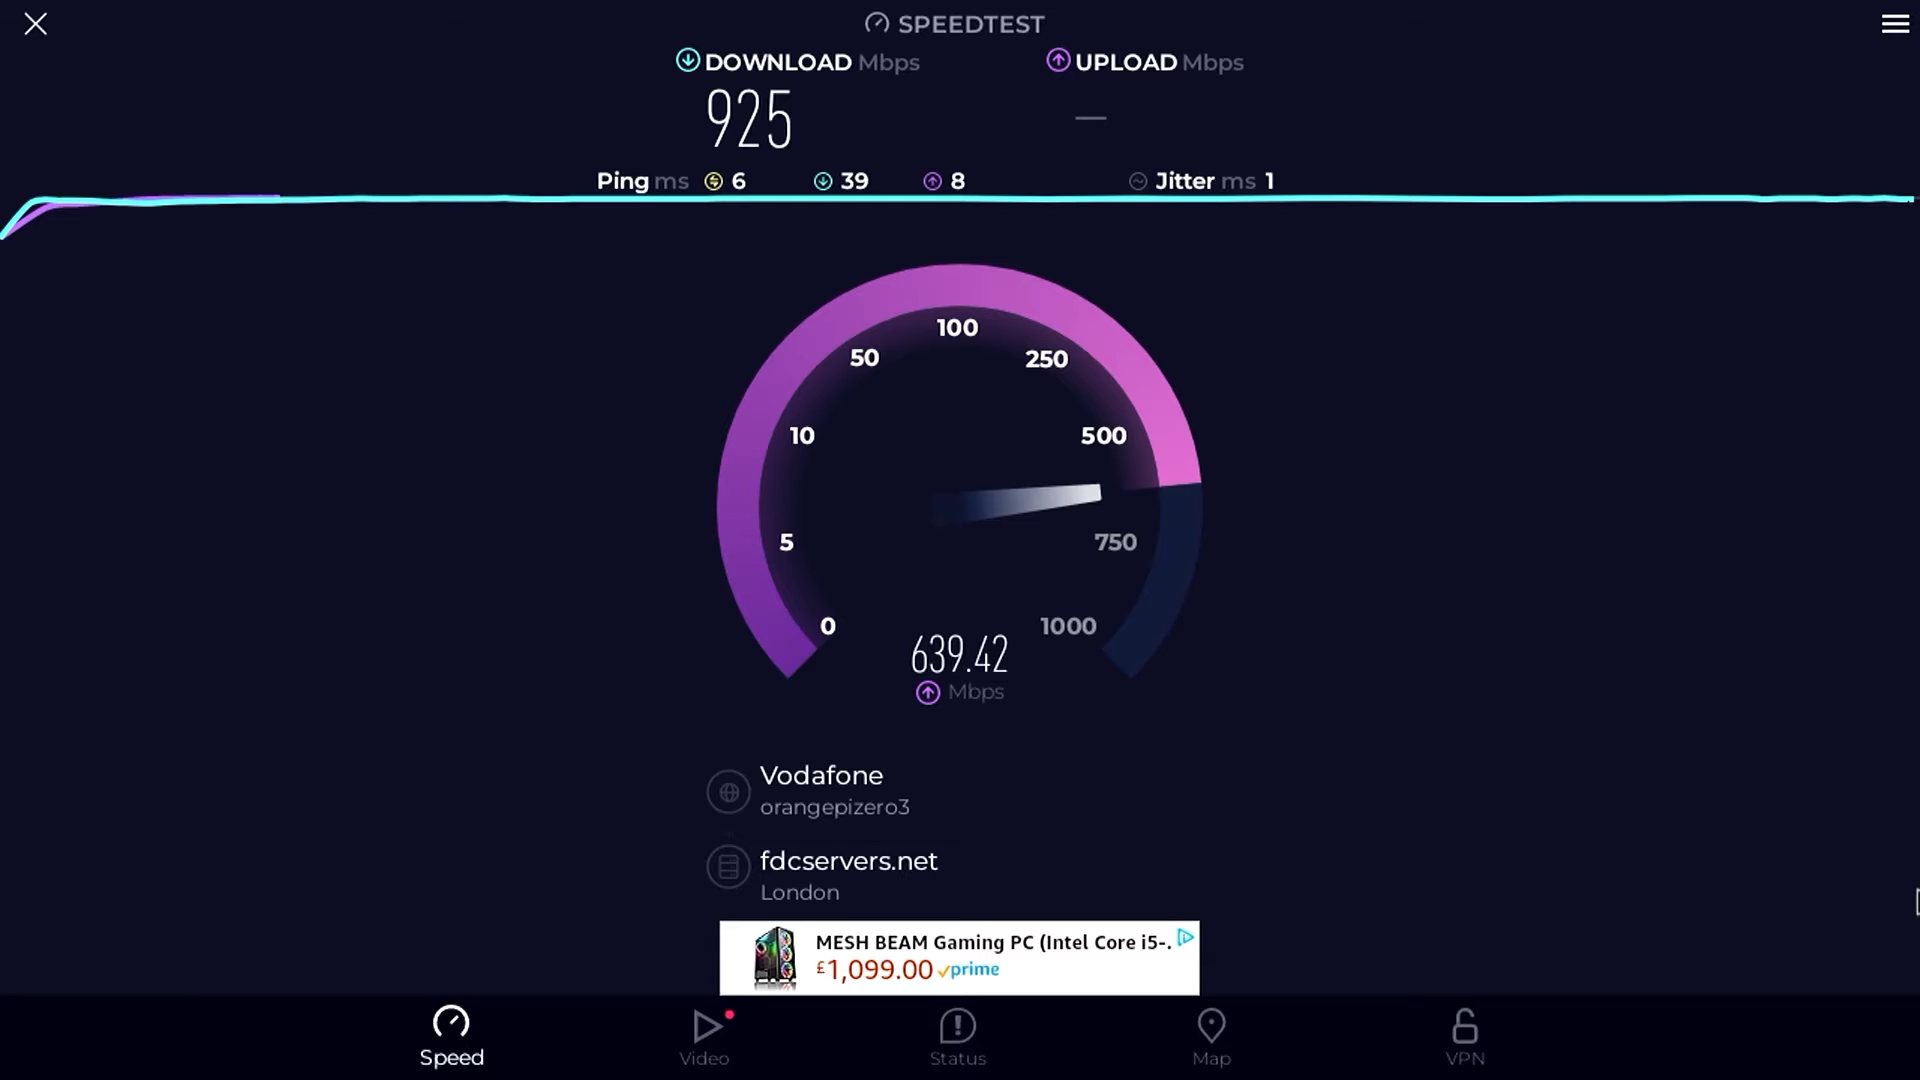 SPEEDTEST
DOWNLOAD Mbps
UPLOAD Mbps
925
—
Ping ms 6 39 8 Jitter ms 1
100
50
250
10
500
5
750
0
1000
639.42
Mbps
Vodafone
orangepizero3
fdcservers.net
London
MESH BEAM Gaming PC (Intel Core i5-.
£1,099.00 prime
Speed
Video
Status
Map
VPN